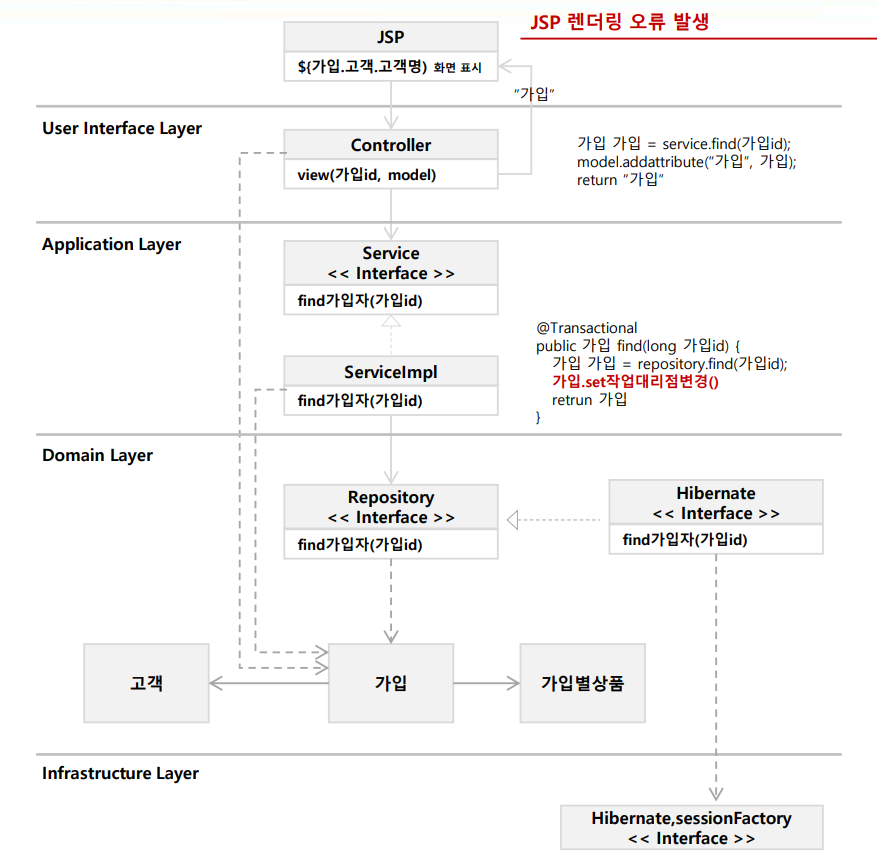 JSP 렌더링 오류 발생
JSP
${가입.고객.고객명) 화면 표시
"가입"
User Interface Layer
Controller
view(가입id, model)
가입 가입 = service.find(가입id);
model.addattribute("가입", 가입);
return "가입"
Application Layer
Service
<< Interface >>
find가입자(가입id)
@Transactional
public 가입 find(long 가입id) {
가입 가입 = repository.find(가입id);
가입.set작업대리점변경()
retrun 가입
}
ServiceImpl
find가입자(가입id)
Domain Layer
Repository
<< Interface >>
find가입자(가입id)
Hibernate
<< Interface >>
find가입자(가입id)
고객
가입
가입별상품
Infrastructure Layer
Hibernate,sessionFactory
<< Interface >>